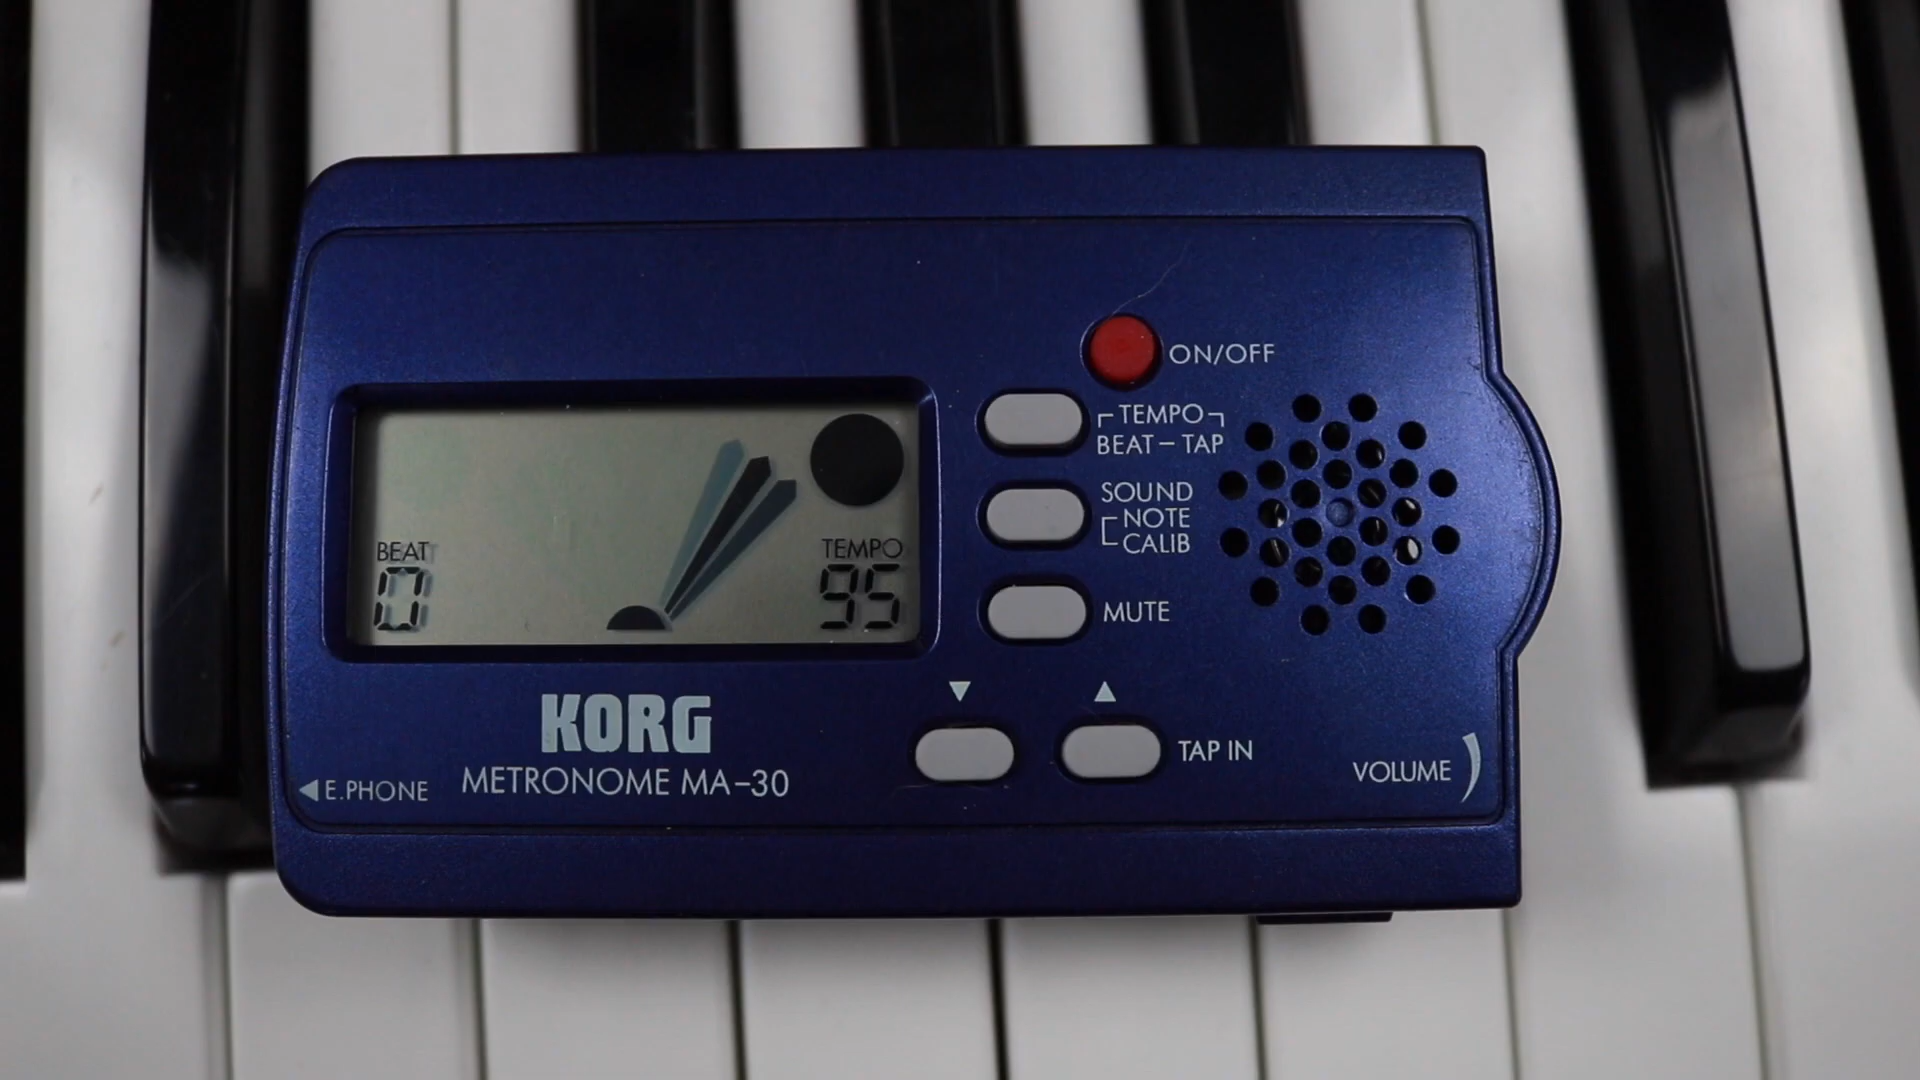 ON/OFF
TEMPO
BEAT – TAP
SOUND
NOTE
CALIB
MUTE
BEAT
0
TEMPO
95
▼ ▲
TAP IN
KORG
METRONOME MA-30
◀ E.PHONE
VOLUME